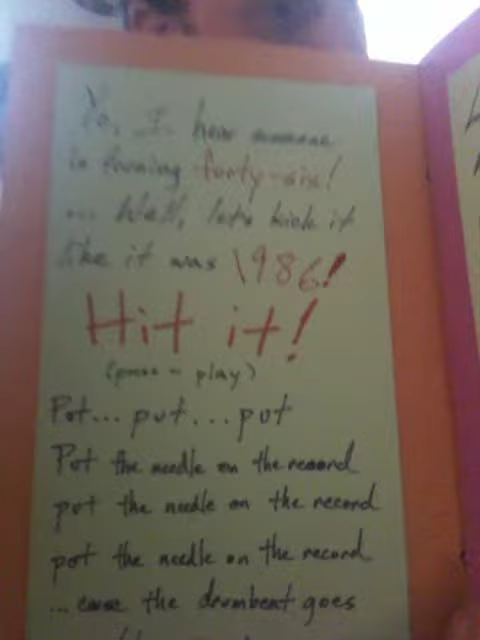 Yo, I hear someone
is turning forty-six!
... Well, let's kick it
like it was 1986!
Hit it!
(press - play)
Put... put... put
Put the needle on the record
put the needle on the record
put the needle on the record
... cause the drumbeat goes